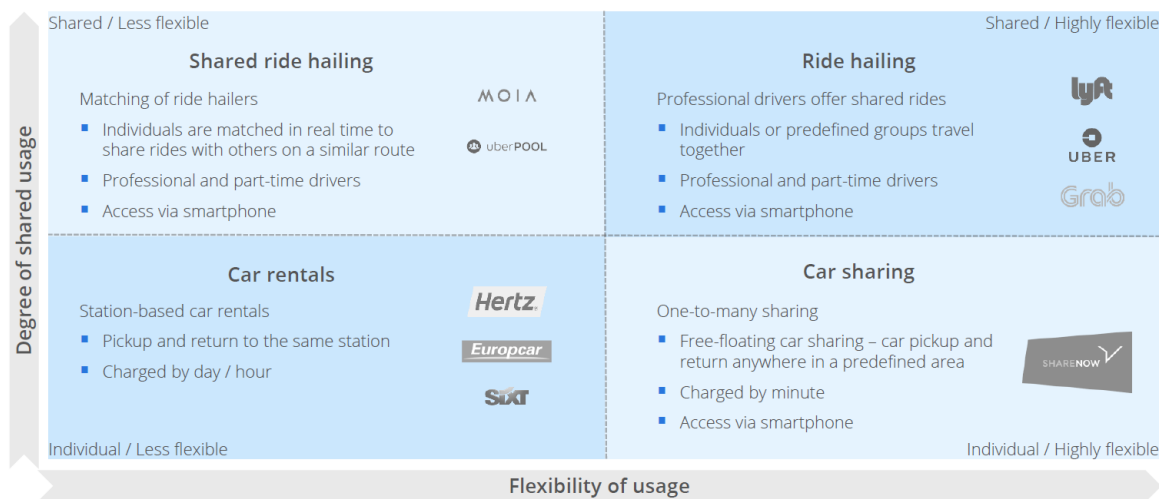 Shared / Less flexible
Shared ride hailing
Matching of ride hailers
Individuals are matched in real time to
share rides with others on a similar route
Professional and part-time drivers
Access via smartphone
MOIA
uberPOOL
Shared / Highly flexible
Ride hailing
Professional drivers offer shared rides
Individuals or predefined groups travel
together
Professional and part-time drivers
Access via smartphone
lyft
UBER
Grab
Car rentals
Station-based car rentals
Pickup and return to the same station
Charged by day / hour
Hertz
Europcar
SIXT
Individual / Less flexible
Car sharing
One-to-many sharing
Free-floating car sharing – car pickup and
return anywhere in a predefined area
Charged by minute
Access via smartphone
SHARE NOW
Individual / Highly flexible
Degree of shared usage
Flexibility of usage